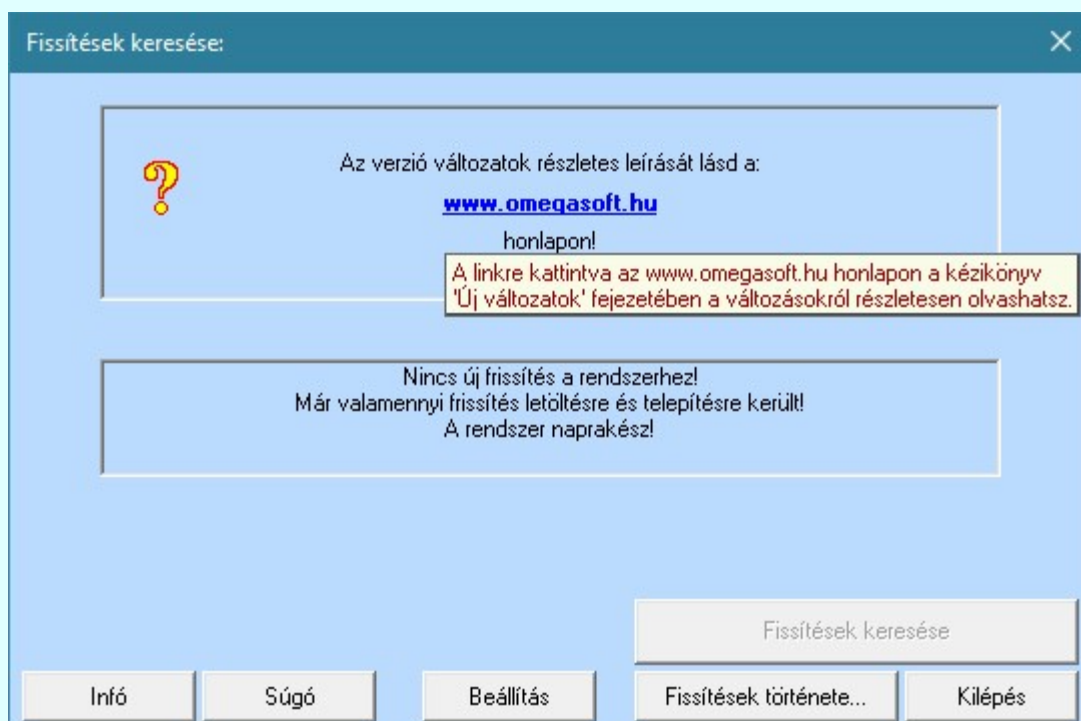 Fissítések keresése:
Az verzió változatok részletes leírását lásd a:
www.omegasoft.hu
honlapon!
A linkre kattintva az www.omegasoft.hu honlapon a kézikönyv
'Új változatok' fejezetében a változásokról részletesen olvashatsz.
Nincs új frissítés a rendszerhez!
Már valamennyi frissítés letöltésre és telepítésre került!
A rendszer naprakész!
Fissítések keresése
Infó Súgó Beállítás Fissítések története... Kilépés